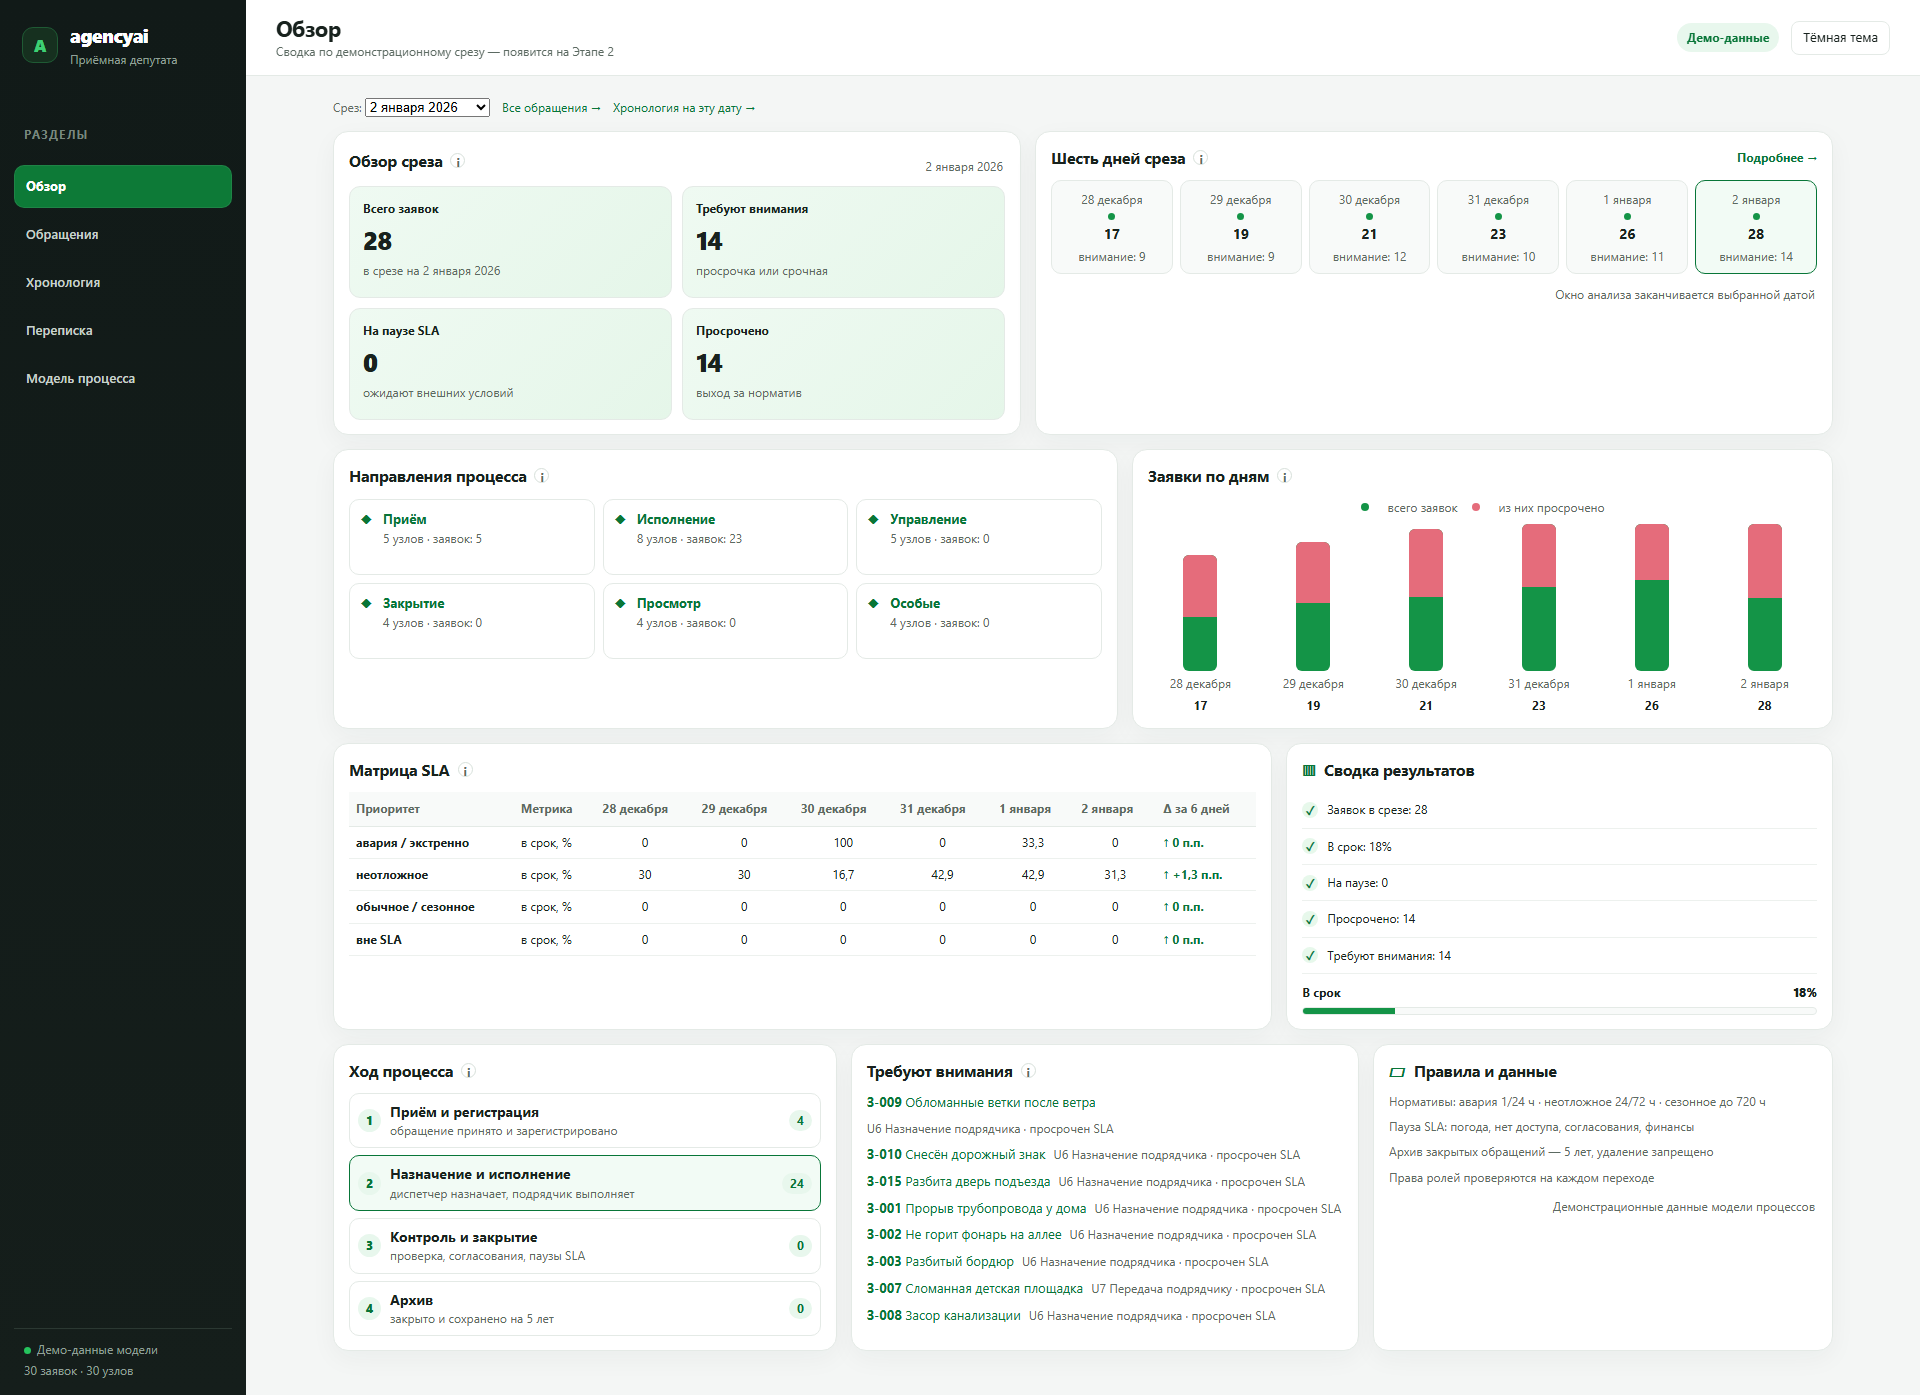 A
agencyai
Приёмная депутата
РАЗДЕЛЫ
Обзор
Обращения
Хронология
Переписка
Модель процесса
Демо-данные модели
30 заявок · 30 узлов
Обзор
Сводка по демонстрационному срезу — появится на Этапе 2
Демо-данные
Тёмная тема
Срез: 2 января 2026 Все обращения → Хронология на эту дату →
Обзор среза i
2 января 2026
Всего заявок
28
в срезе на 2 января 2026
Требуют внимания
14
просрочка или срочная
На паузе SLA
0
ожидают внешних условий
Просрочено
14
выход за норматив
Шесть дней среза i
Подробнее →
28 декабря
17
внимание: 9
29 декабря
19
внимание: 9
30 декабря
21
внимание: 12
31 декабря
23
внимание: 10
1 января
26
внимание: 11
2 января
28
внимание: 14
Окно анализа заканчивается выбранной датой
Направления процесса i
Приём
5 узлов · заявок: 5
Исполнение
8 узлов · заявок: 23
Управление
5 узлов · заявок: 0
Закрытие
4 узлов · заявок: 0
Просмотр
4 узлов · заявок: 0
Особые
4 узлов · заявок: 0
Заявки по дням i
всего заявок из них просрочено
28 декабря 29 декабря 30 декабря 31 декабря 1 января 2 января
17 19 21 23 26 28
Матрица SLA i
Приоритет Метрика 28 декабря 29 декабря 30 декабря 31 декабря 1 января 2 января Δ за 6 дней
авария / экстренно в срок, % 0 0 100 0 33,3 0 ↑ 0 п.п.
неотложное в срок, % 30 30 16,7 42,9 42,9 31,3 ↑ +1,3 п.п.
обычное / сезонное в срок, % 0 0 0 0 0 0 ↑ 0 п.п.
вне SLA в срок, % 0 0 0 0 0 0 ↑ 0 п.п.
Сводка результатов
✓ Заявок в срезе: 28
✓ В срок: 18%
✓ На паузе: 0
✓ Просрочено: 14
✓ Требуют внимания: 14
В срок 18%
Ход процесса i
1 Приём и регистрация 4
обращение принято и зарегистрировано
2 Назначение и исполнение 24
диспетчер назначает, подрядчик выполняет
3 Контроль и закрытие 0
проверка, согласования, паузы SLA
4 Архив 0
закрыто и сохранено на 5 лет
Требуют внимания i
З-009 Обломанные ветки после ветра
U6 Назначение подрядчика · просрочен SLA
З-010 Снесён дорожный знак U6 Назначение подрядчика · просрочен SLA
З-015 Разбита дверь подъезда U6 Назначение подрядчика · просрочен SLA
З-001 Прорыв трубопровода у дома U6 Назначение подрядчика · просрочен SLA
З-002 Не горит фонарь на аллее U6 Назначение подрядчика · просрочен SLA
З-003 Разбитый бордюр U6 Назначение подрядчика · просрочен SLA
З-007 Сломанная детская площадка U7 Передача подрядчику · просрочен SLA
З-008 Засор канализации U6 Назначение подрядчика · просрочен SLA
Правила и данные
Нормативы: авария 1/24 ч · неотложное 24/72 ч · сезонное до 720 ч
Пауза SLA: погода, нет доступа, согласования, финансы
Архив закрытых обращений — 5 лет, удаление запрещено
Права ролей проверяются на каждом переходе
Демонстрационные данные модели процессов